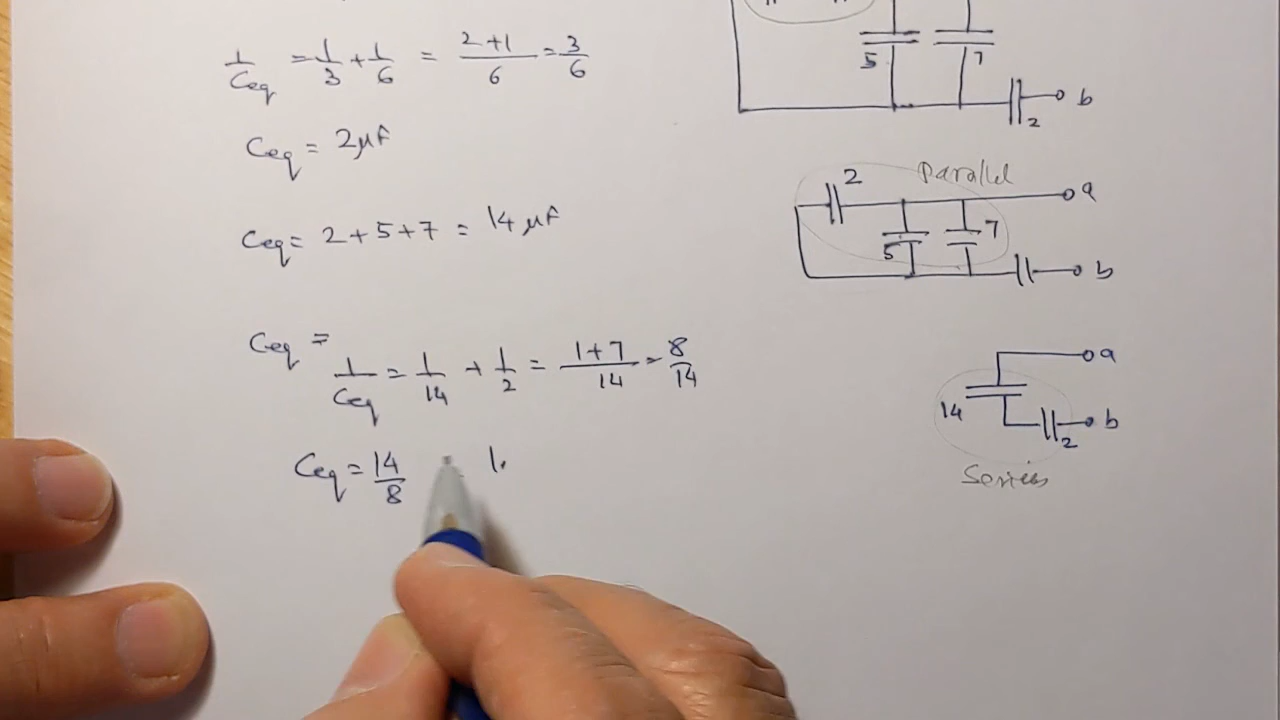 1/Ceq = 1/3 + 1/6 = (2+1)/6 = 3/6
Ceq = 2μF
Ceq = 2+5+7 = 14 μF
Ceq =
1/Ceq = 1/14 + 1/2 = (1+7)/14 = 8/14
Ceq = 14/8 1.
5 7
2 b
2 Parallel
a
5 7
b
a
14
2 b
Series